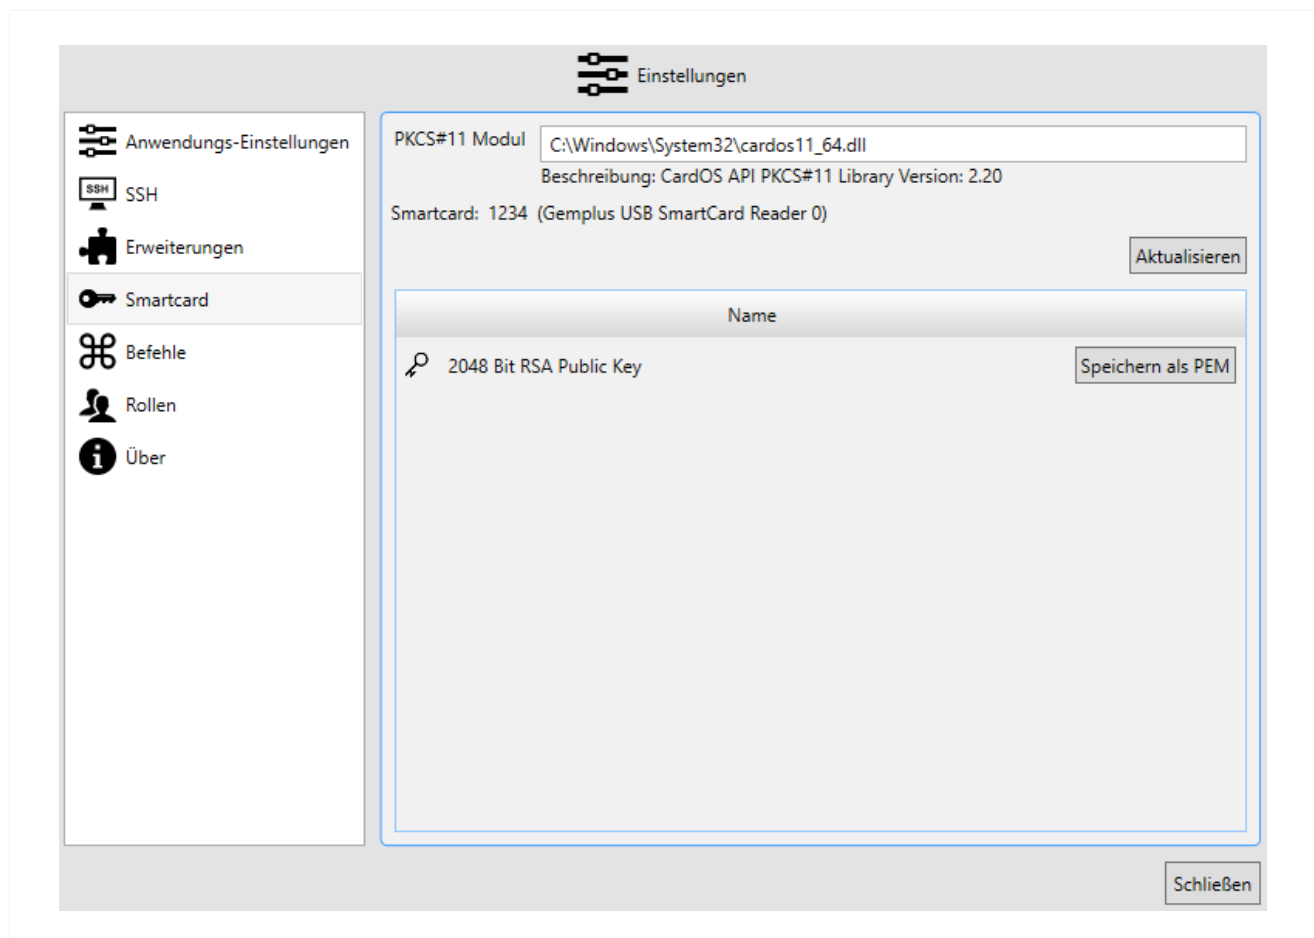 Einstellungen
Anwendungs-Einstellungen
SSH
SSH
Erweiterungen
Smartcard
Befehle
Rollen
Über
PKCS#11 Modul
C:\Windows\System32\cardos11_64.dll
Beschreibung: CardOS API PKCS#11 Library Version: 2.20
Smartcard: 1234 (Gemplus USB SmartCard Reader 0)
Aktualisieren
Name
2048 Bit RSA Public Key
Speichern als PEM
Schließen